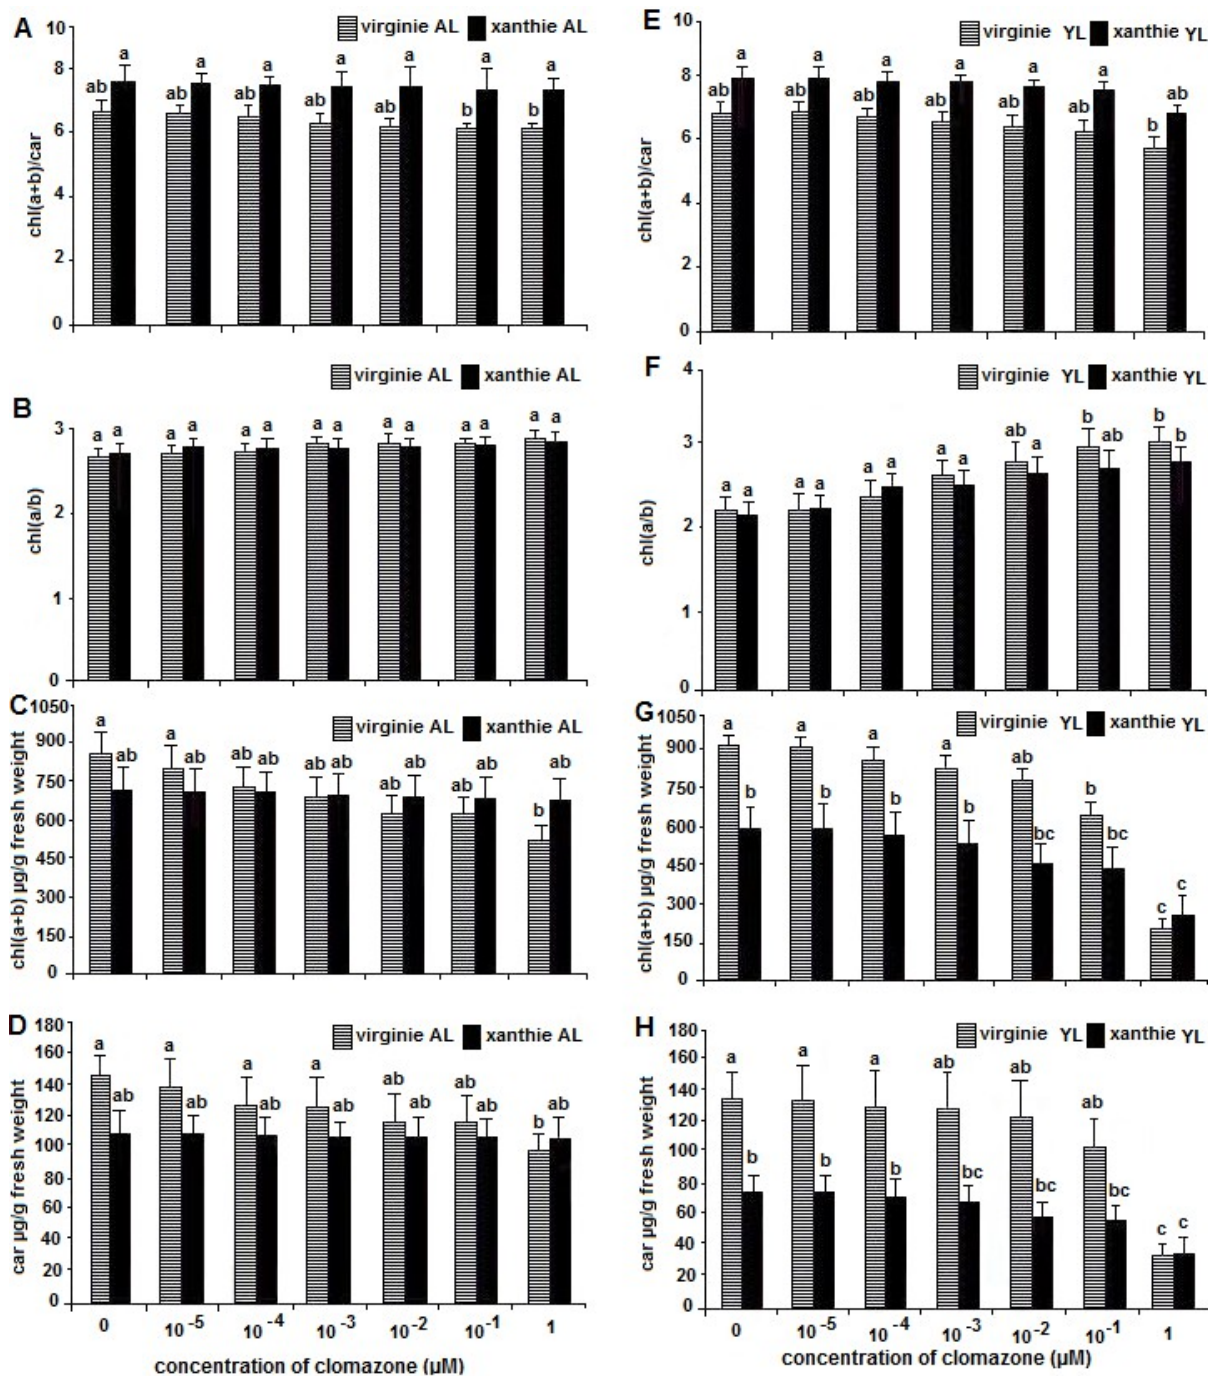 A
virginie AL xanthie AL
chl(a+b)/car
10
8
6
4
2
0
ab a ab a ab a ab a ab a b a b a
E
virginie YL xanthie YL
chl(a+b)/car
10
8
6
4
2
0
ab a ab a ab a ab a ab a ab a b ab
B
virginie AL xanthie AL
chl(a/b)
3
2
1
0
a a a a a a a a a a a a a a
F
virginie YL xanthie YL
chl(a/b)
4
3
2
1
0
a a a a a a a a ab a b ab b b
C
virginie AL xanthie AL
chl(a+b) µg/g fresh weight
1050
900
750
600
450
300
150
0
a ab a ab ab ab ab ab ab ab ab ab b ab
G
virginie YL xanthie YL
chl(a+b) µg/g fresh weight
1050
900
750
600
450
300
150
0
a b a b a b a b ab bc b bc c c
D
virginie AL xanthie AL
car µg/g fresh weight
180
160
140
120
100
80
60
40
20
0
a ab a ab a ab a ab ab ab ab ab b ab
0 10⁻⁵ 10⁻⁴ 10⁻³ 10⁻² 10⁻¹ 1
concentration of clomazone (µM)
H
virginie YL xanthie YL
car µg/g fresh weight
180
160
140
120
100
80
60
40
20
0
a b a b a b ab bc ab bc ab bc c c
0 10⁻⁵ 10⁻⁴ 10⁻³ 10⁻² 10⁻¹ 1
concentration of clomazone (µM)